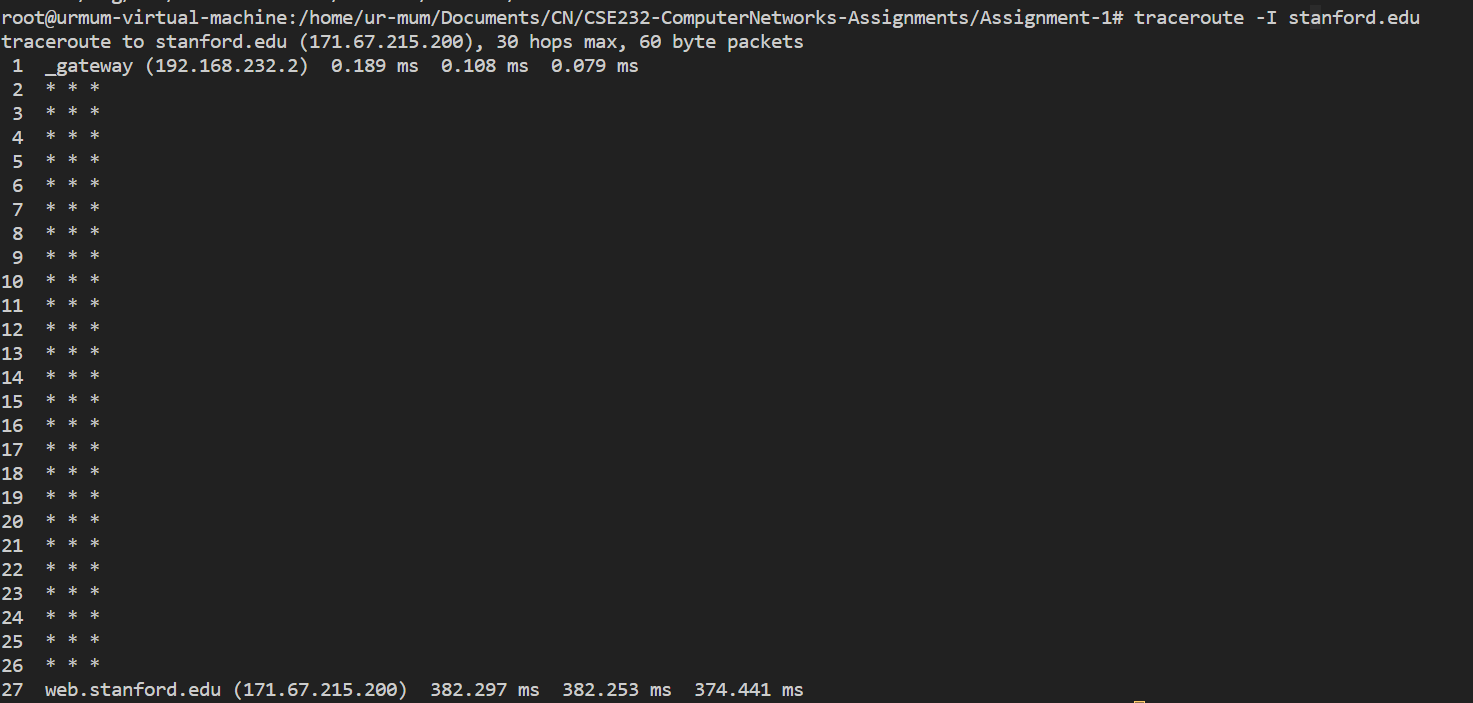 root@urmum-virtual-machine:/home/ur-mum/Documents/CN/CSE232-ComputerNetworks-Assignments/Assignment-1# traceroute -I stanford.edu
traceroute to stanford.edu (171.67.215.200), 30 hops max, 60 byte packets
 1  _gateway (192.168.232.2)  0.189 ms  0.108 ms  0.079 ms
 2  * * *
 3  * * *
 4  * * *
 5  * * *
 6  * * *
 7  * * *
 8  * * *
 9  * * *
10  * * *
11  * * *
12  * * *
13  * * *
14  * * *
15  * * *
16  * * *
17  * * *
18  * * *
19  * * *
20  * * *
21  * * *
22  * * *
23  * * *
24  * * *
25  * * *
26  * * *
27  web.stanford.edu (171.67.215.200)  382.297 ms  382.253 ms  374.441 ms